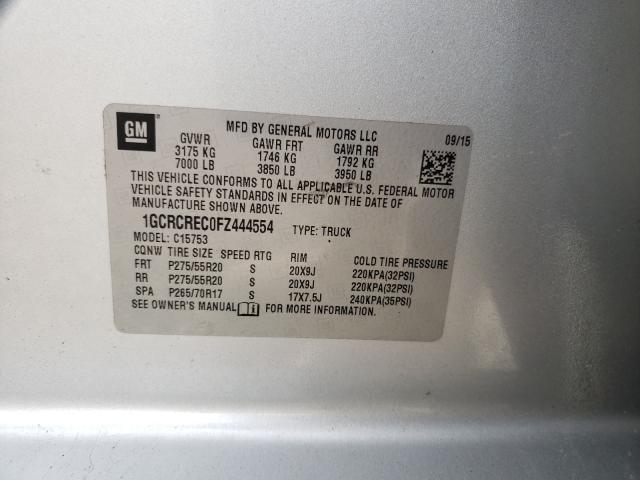 GM
MFD BY GENERAL MOTORS LLC 09/15
GVWR GAWR FRT GAWR RR
3175 KG 1746 KG 1792 KG
7000 LB 3850 LB 3950 LB
THIS VEHICLE CONFORMS TO ALL APPLICABLE U.S. FEDERAL MOTOR
VEHICLE SAFETY STANDARDS IN EFFECT ON THE DATE OF
MANUFACTURE SHOWN ABOVE.
1GCRCREC0FZ444554 TYPE: TRUCK
MODEL: C15753
CQNW TIRE SIZE SPEED RTG RIM COLD TIRE PRESSURE
FRT P275/55R20 S 20X9J 220KPA(32PSI)
RR P275/55R20 S 20X9J 220KPA(32PSI)
SPA P265/70R17 S 17X7.5J 240KPA(35PSI)
SEE OWNER'S MANUAL FOR MORE INFORMATION.